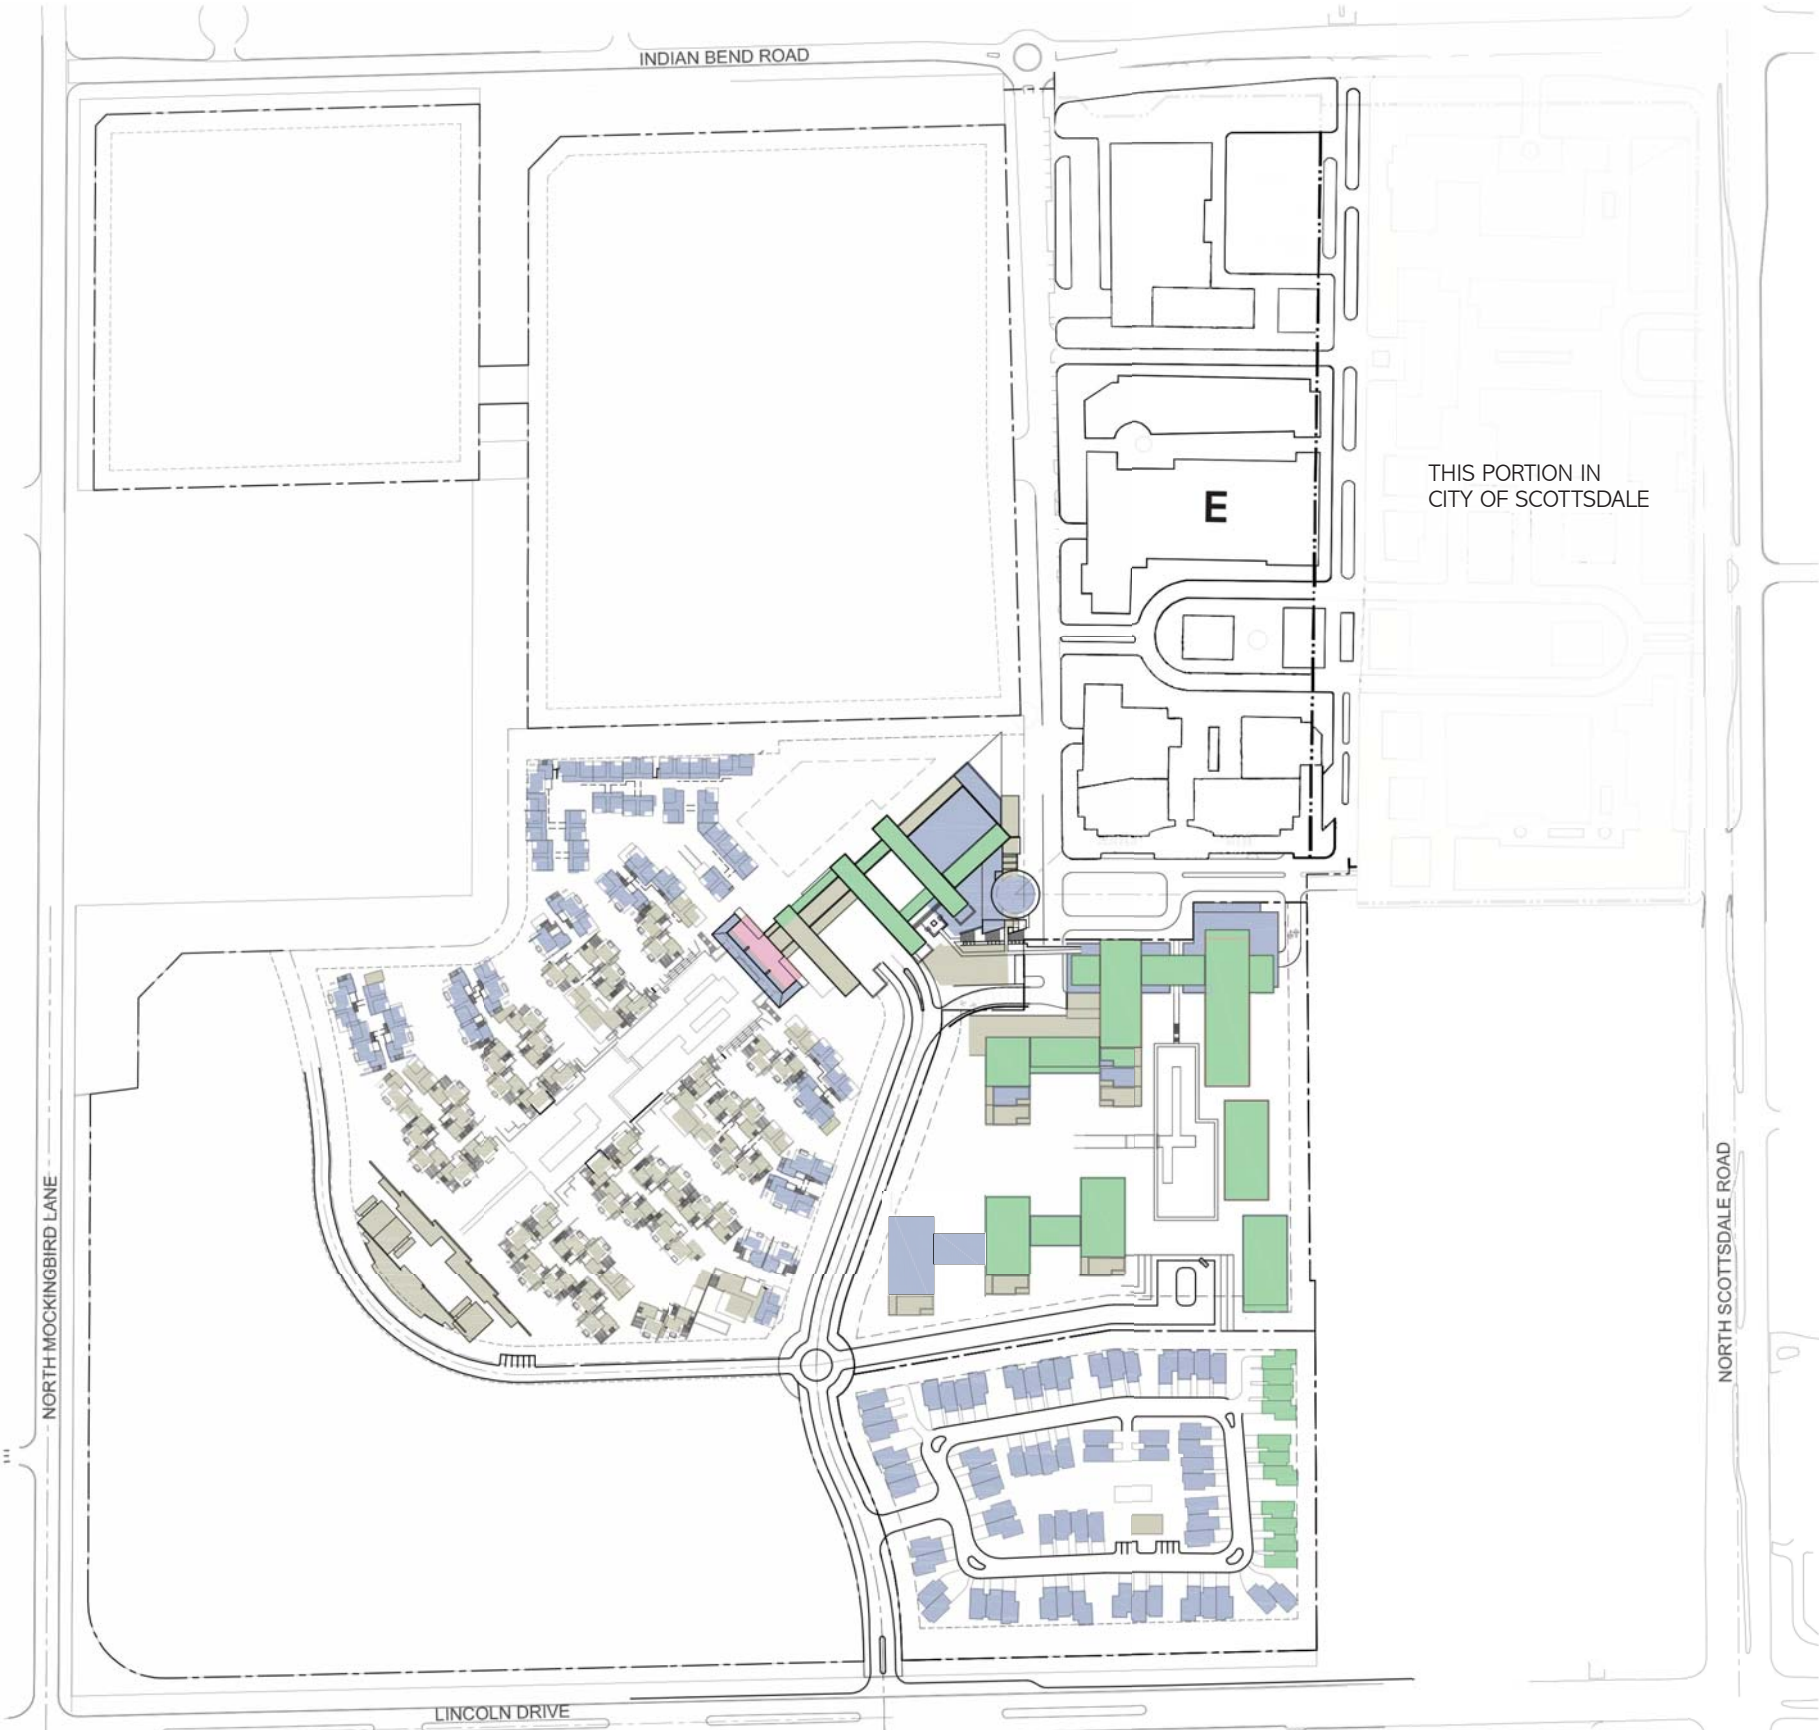 INDIAN BEND ROAD
THIS PORTION IN
CITY OF SCOTTSDALE
E
NORTH MOCKINGBIRD LANE
NORTH SCOTTSDALE ROAD
LINCOLN DRIVE